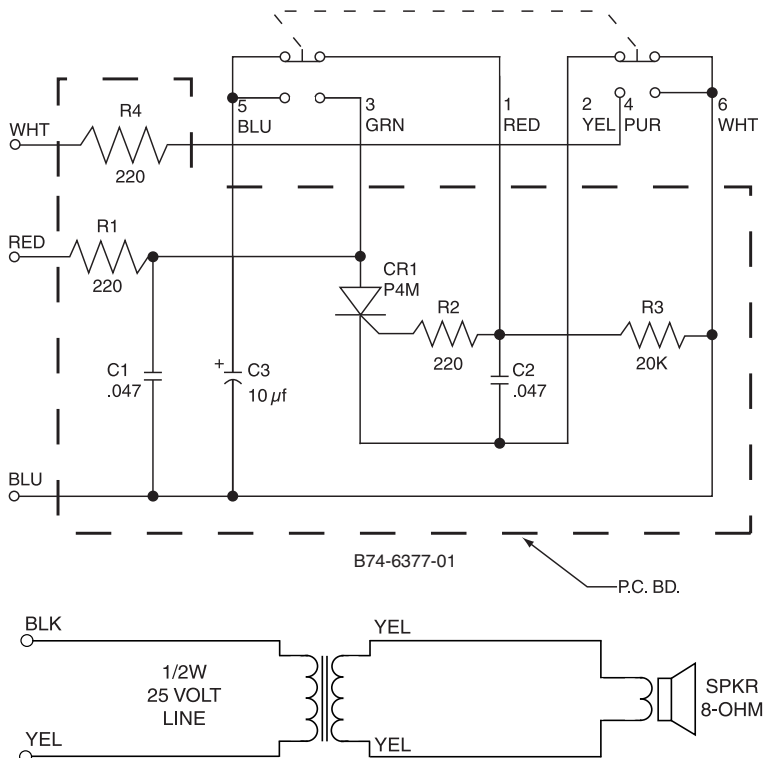 R4
WHT
220
5
BLU
3
GRN
1
RED
2
YEL
4
PUR
6
WHT
RED
R1
220
CR1
P4M
R2
220
R3
20K
C1
.047
+ C3
10 µf
C2
.047
BLU
B74-6377-01
P.C. BD.
BLK
YEL
1/2W
25 VOLT
LINE
SPKR
8-OHM
YEL
YEL